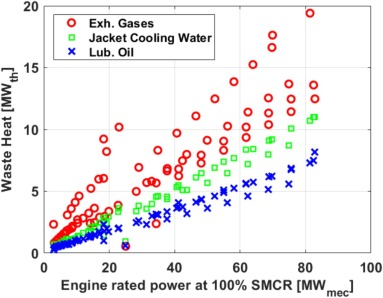 20
15
10
5
0
Waste Heat [MWth]
Exh. Gases
Jacket Cooling Water
Lub. Oil
0 20 40 60 80 100
Engine rated power at 100% SMCR [MWmec]